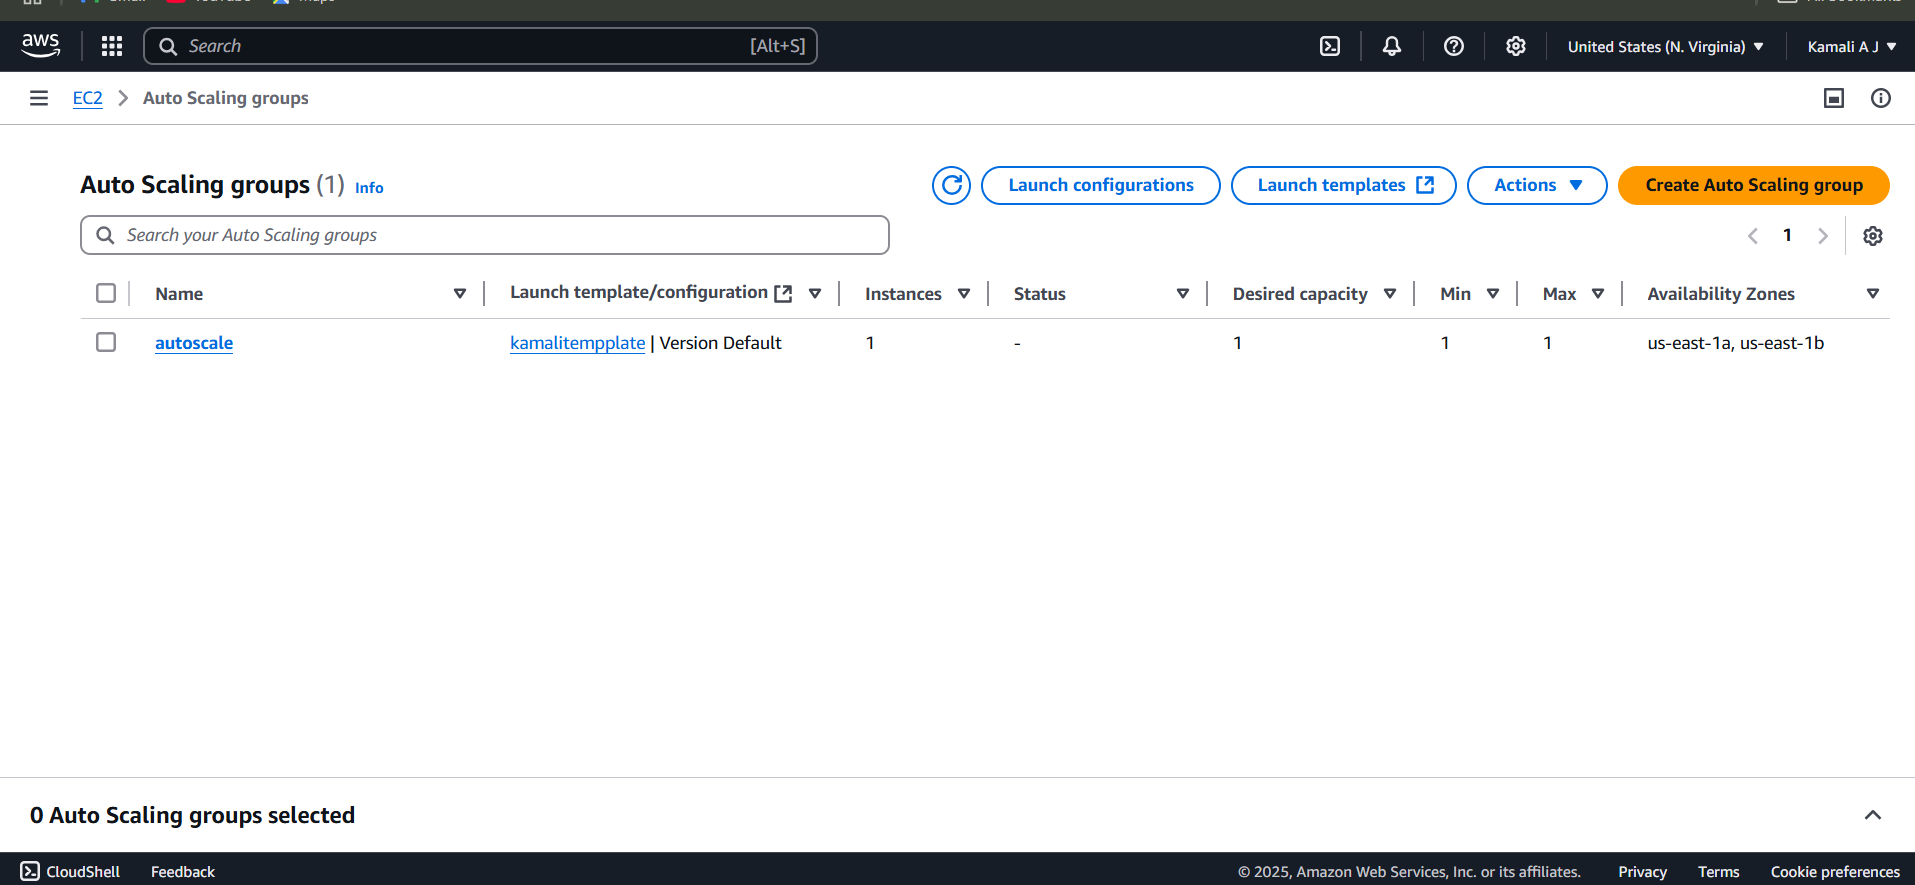 aws Search [Alt+S] United States (N. Virginia) Kamali A J
EC2 Auto Scaling groups
Auto Scaling groups (1) Info Launch configurations Launch templates Actions Create Auto Scaling group
Search your Auto Scaling groups 1
Name Launch template/configuration Instances Status Desired capacity Min Max Availability Zones
autoscale kamalitempplate | Version Default 1 - 1 1 1 us-east-1a, us-east-1b
0 Auto Scaling groups selected
CloudShell Feedback © 2025, Amazon Web Services, Inc. or its affiliates. Privacy Terms Cookie preferences